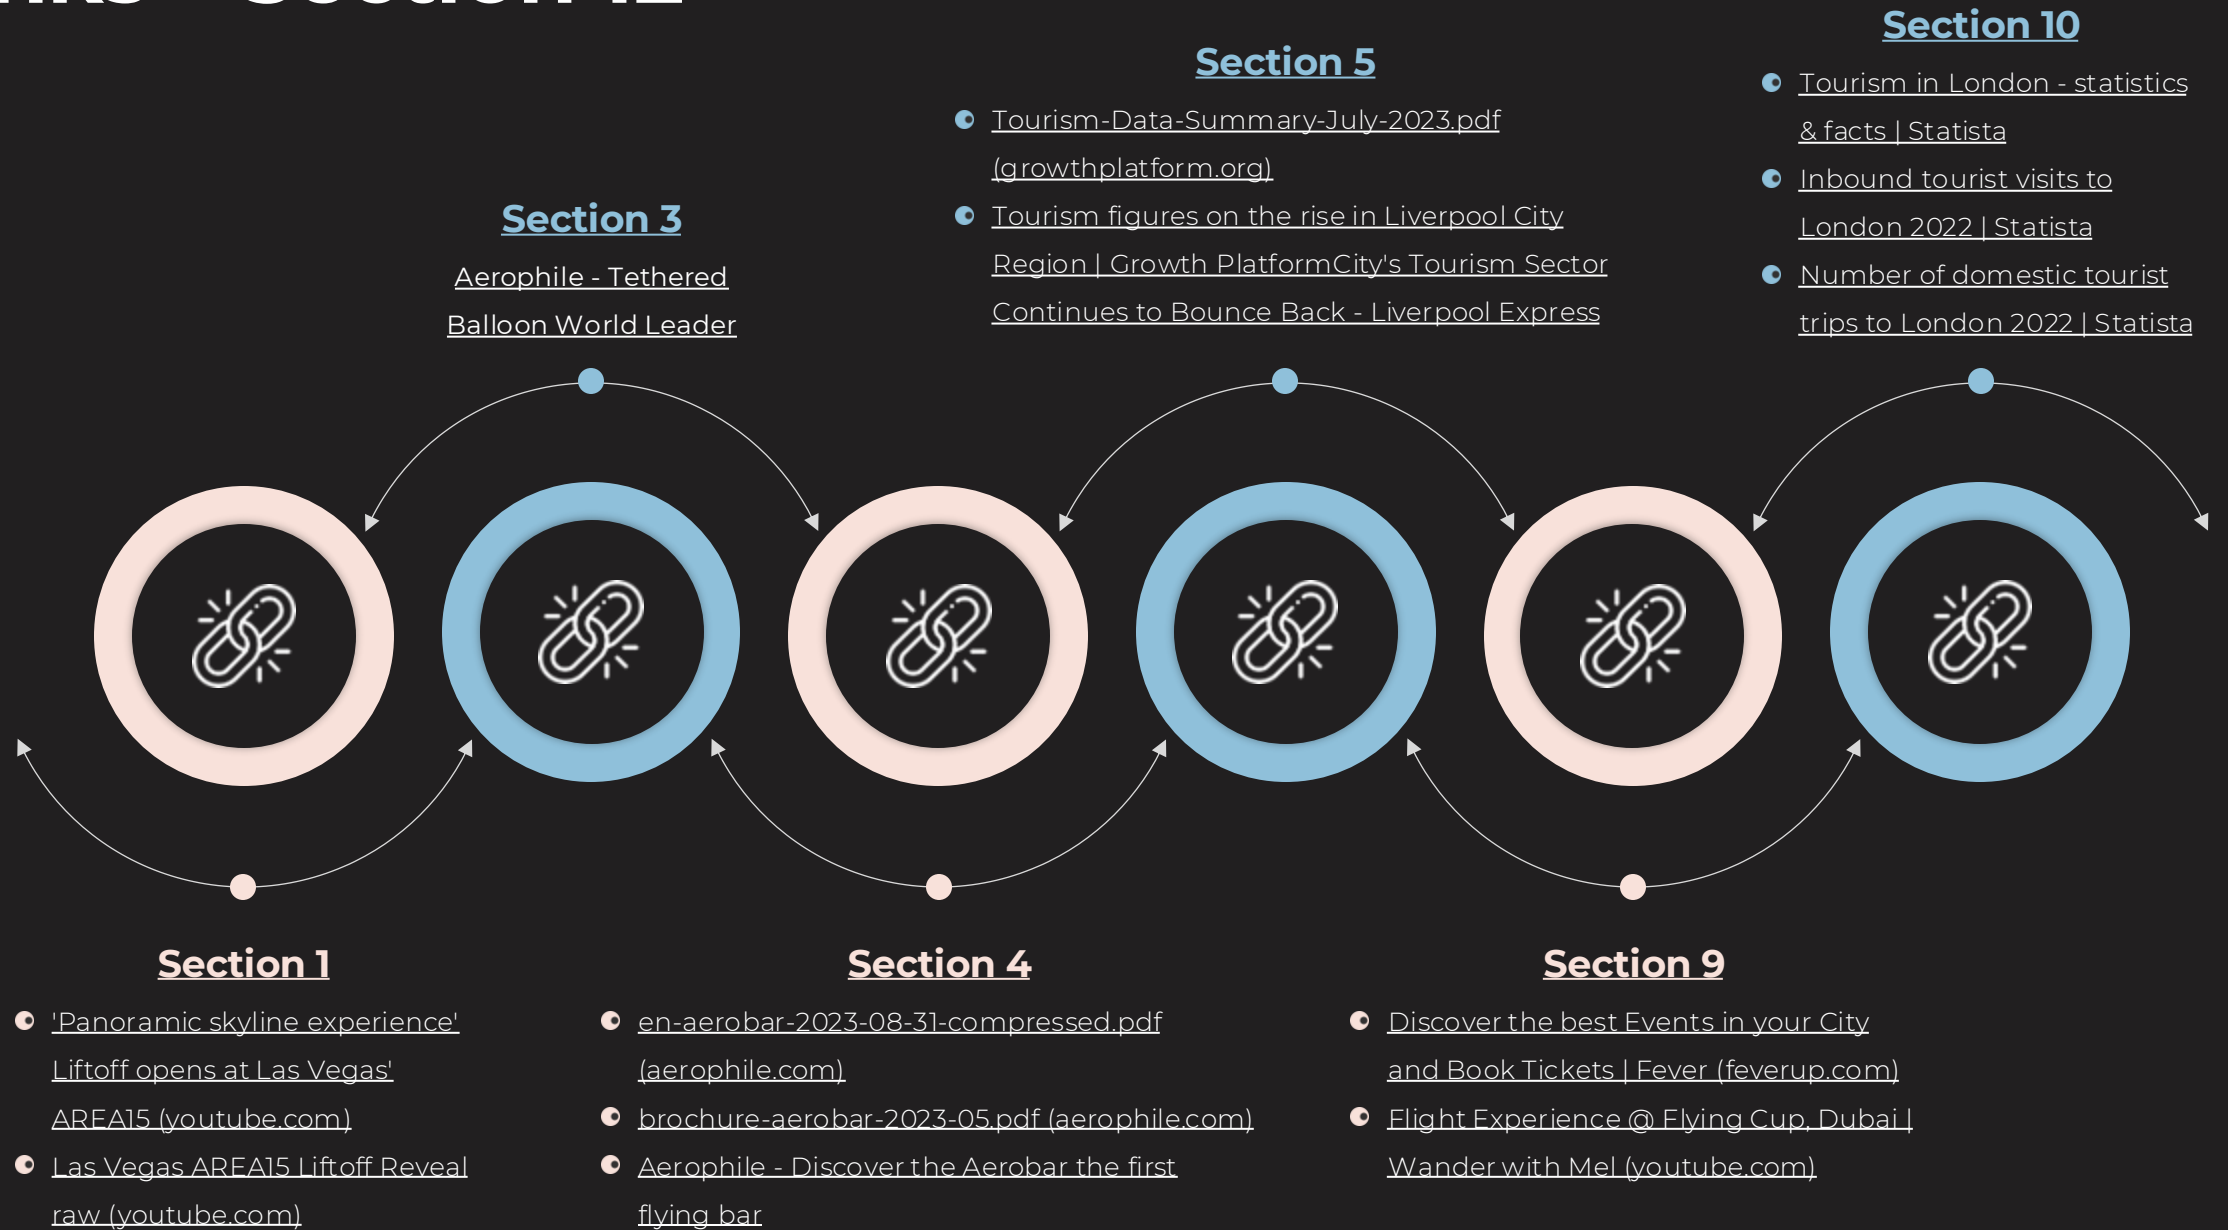 Section 12
Section 3
Aerophile - Tethered
Balloon World Leader
Section 5
Tourism-Data-Summary-July-2023.pdf
(growthplatform.org)
Tourism figures on the rise in Liverpool City
Region | Growth PlatformCity's Tourism Sector
Continues to Bounce Back - Liverpool Express
Section 10
Tourism in London - statistics
& facts | Statista
Inbound tourist visits to
London 2022 | Statista
Number of domestic tourist
trips to London 2022 | Statista
Section 1
'Panoramic skyline experience'
Liftoff opens at Las Vegas'
AREA15 (youtube.com)
Las Vegas AREA15 Liftoff Reveal
raw (youtube.com)
Section 4
en-aerobar-2023-08-31-compressed.pdf
(aerophile.com)
brochure-aerobar-2023-05.pdf (aerophile.com)
Aerophile - Discover the Aerobar the first
flying bar
Section 9
Discover the best Events in your City
and Book Tickets | Fever (feverup.com)
Flight Experience @ Flying Cup, Dubai |
Wander with Mel (youtube.com)